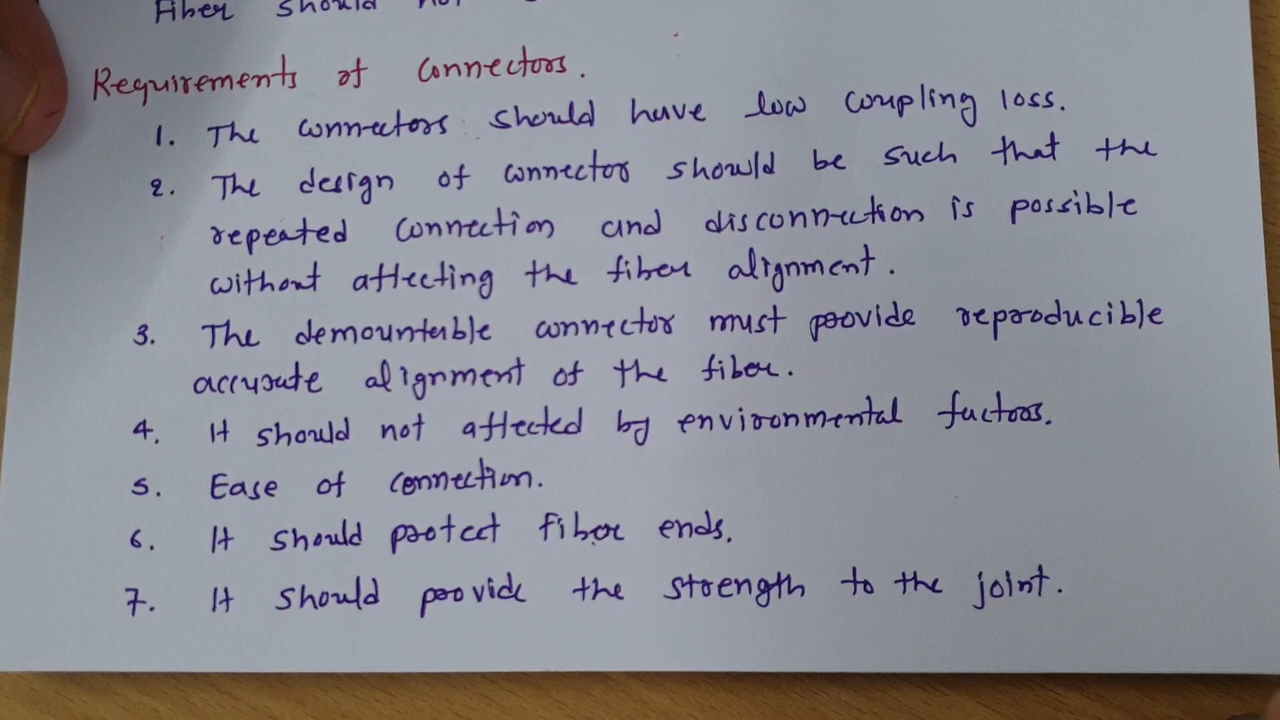 Fiber should
Requirements of Connectors.
1. The connectors should have low coupling loss.
2. The design of connector should be such that the
repeated connection and disconnection is possible
without affecting the fiber alignment.
3. The demountable connector must provide reproducible
accurate alignment of the fiber.
4. It should not affected by environmental factors.
5. Ease of connection.
6. It should protect fiber ends.
7. It should provide the strength to the joint.